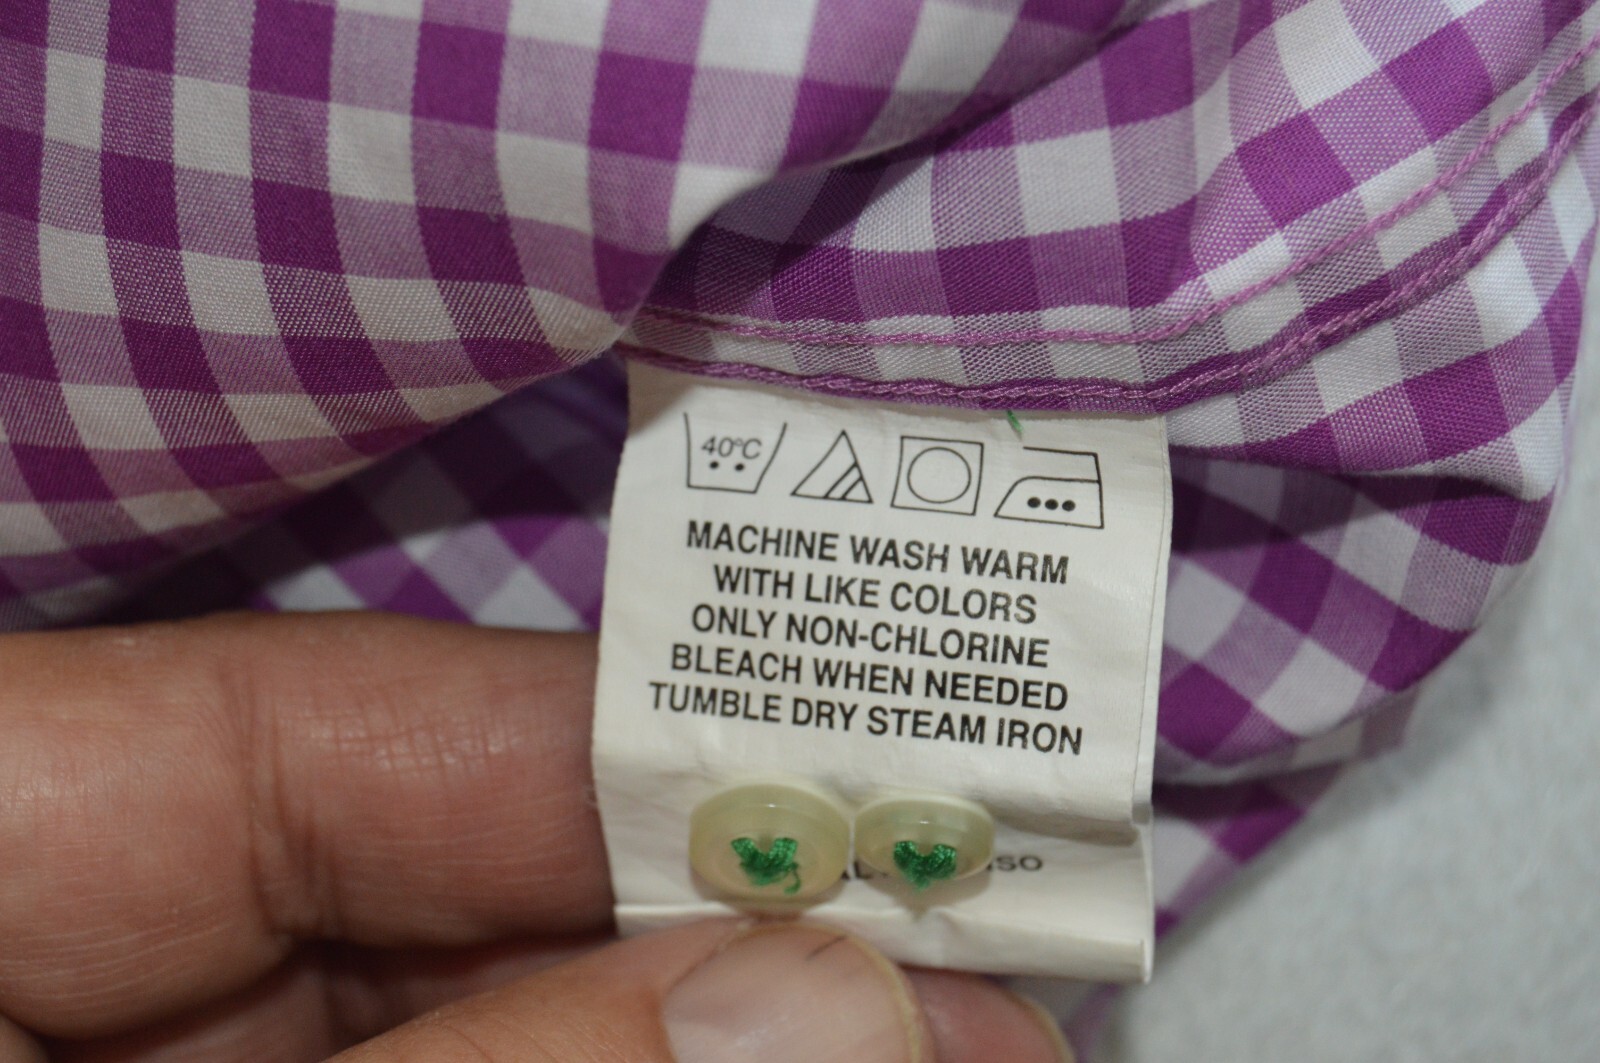 40°C
MACHINE WASH WARM
WITH LIKE COLORS
ONLY NON-CHLORINE
BLEACH WHEN NEEDED
TUMBLE DRY STEAM IRON